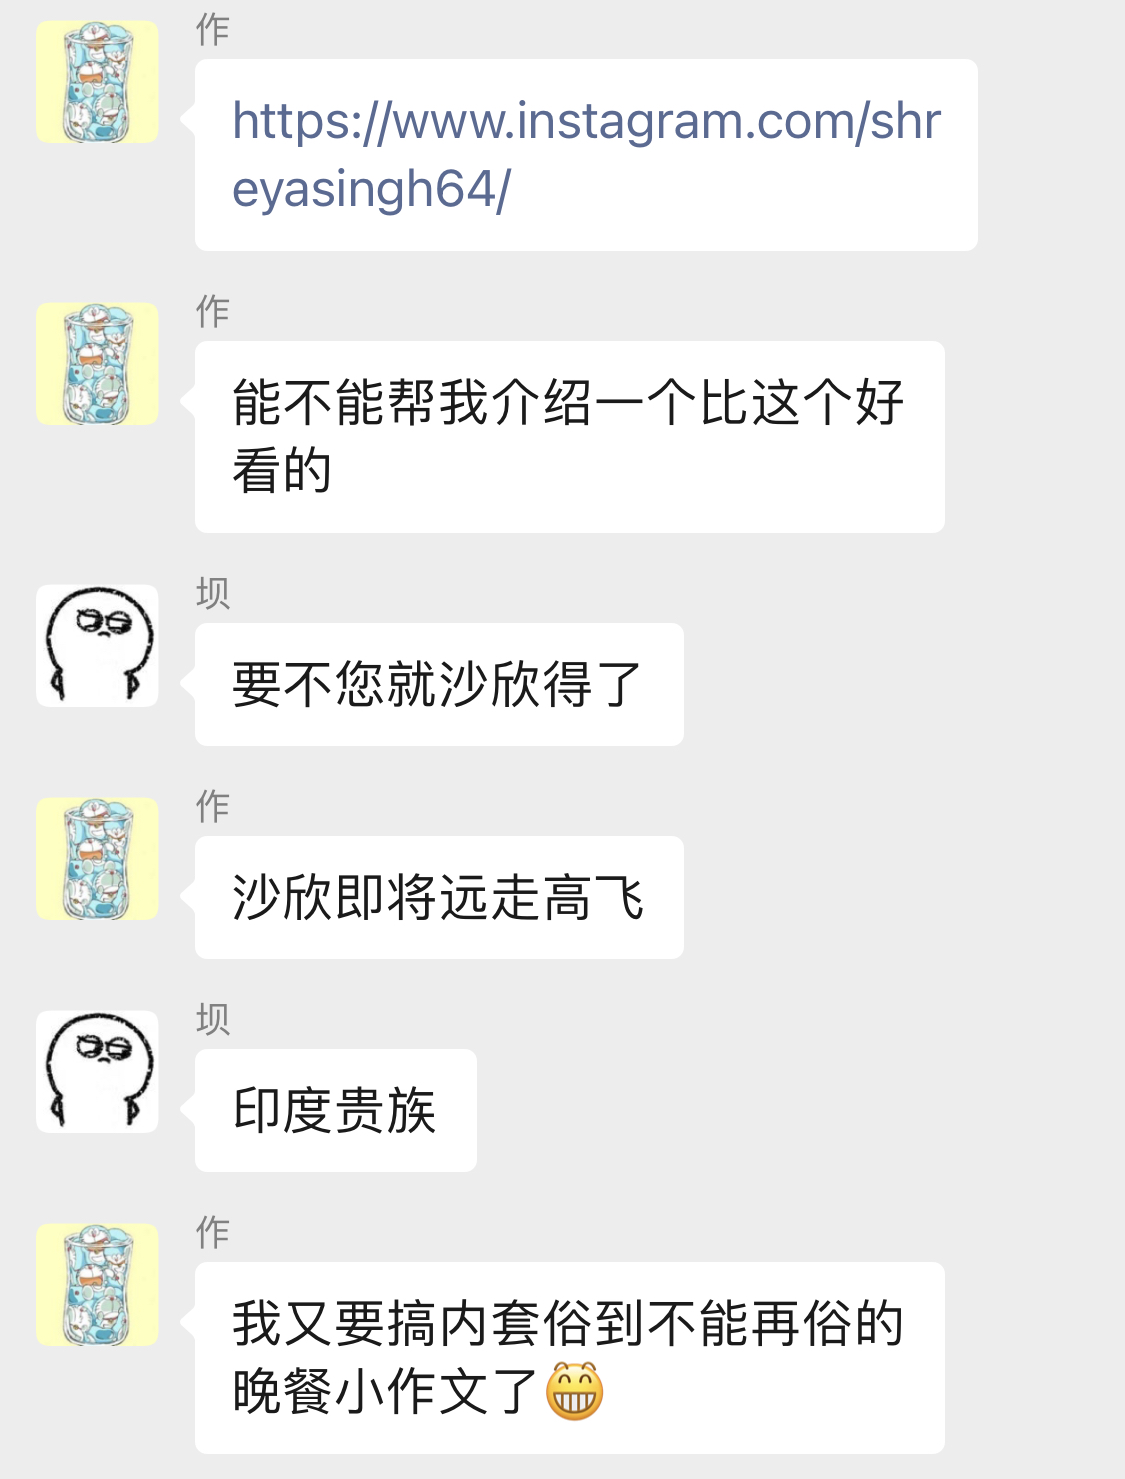 作
https://www.instagram.com/shr
eyasingh64/
作
能不能帮我介绍一个比这个好
看的
坝
要不您就沙欣得了
作
沙欣即将远走高飞
坝
印度贵族
作
我又要搞内套俗到不能再俗的
晚餐小作文了😁